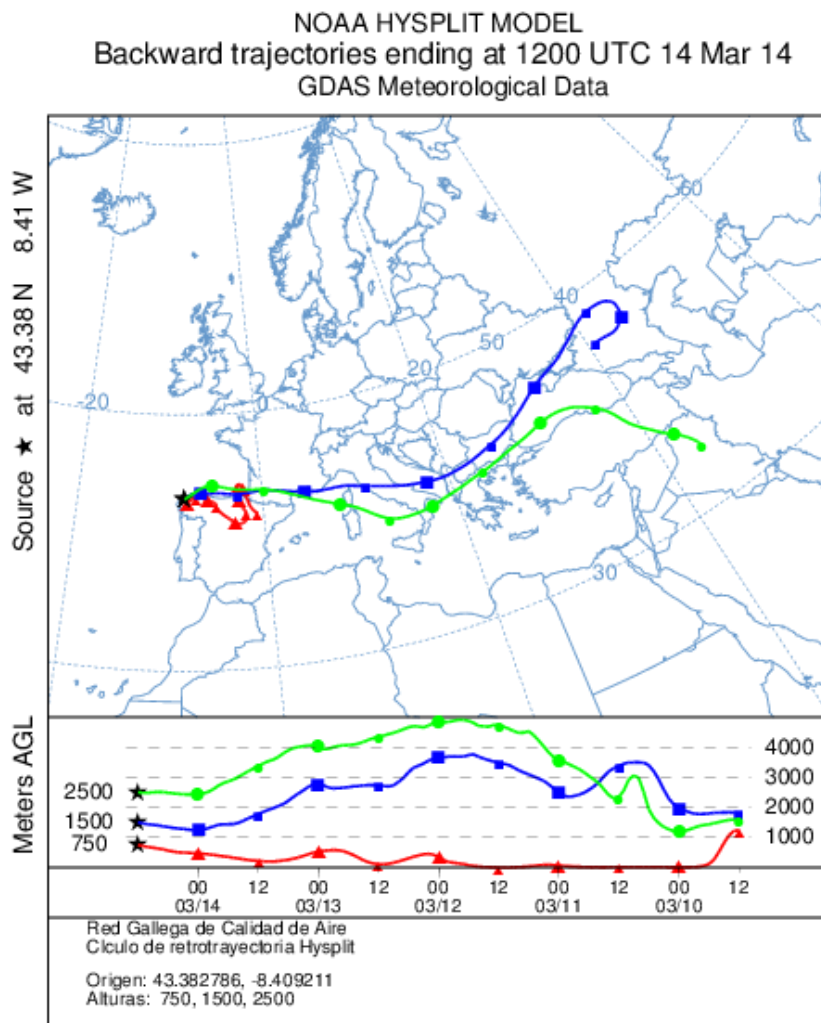 NOAA HYSPLIT MODEL
Backward trajectories ending at 1200 UTC 14 Mar 14
GDAS Meteorological Data
Source ★ at 43.38 N 8.41 W
60
40
50
20
-20
0
30
Meters AGL
4000
2500
3000
1500
2000
750
1000
00 12 00 12 00 12 00 12 00 12
03/14 03/13 03/12 03/11 03/10
Red Gallega de Calidad de Aire
Clculo de retrotrayectoria Hysplit
Origen: 43.382786, -8.409211
Alturas: 750, 1500, 2500